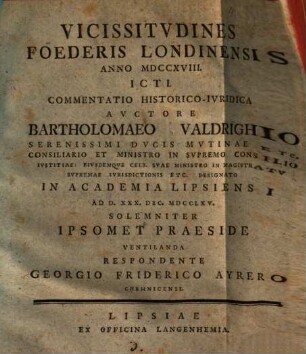 VICISSITVDINES
FOEDERIS LONDINENSIS
ANNO MDCCXVIII.
ICTI.
COMMENTATIO HISTORICO-IVRIDICA
AVCTORE
BARTHOLOMAEO VALDRIGHIO
SERENISSIMI DVCIS MVTINAE ETC.
CONSILIARIO ET MINISTRO IN SVPREMO CONSILIO
IVSTITIAE: EIVSDEMQVE CELS. SVAE MINISTRO IN MAGISTRATV
SVPREMAE IVRISDICTIONIS ETC. DESIGNATO
IN ACADEMIA LIPSIENSI
AD D. XXX. DEC. MDCCLXV.
SOLEMNITER
IPSOMET PRAESIDE
VENTILANDA
RESPONDENTE
GEORGIO FRIDERICO AYRERO
CHEMNICENSI.
LIPSIAE
EX OFFICINA LANGENHEMIA.